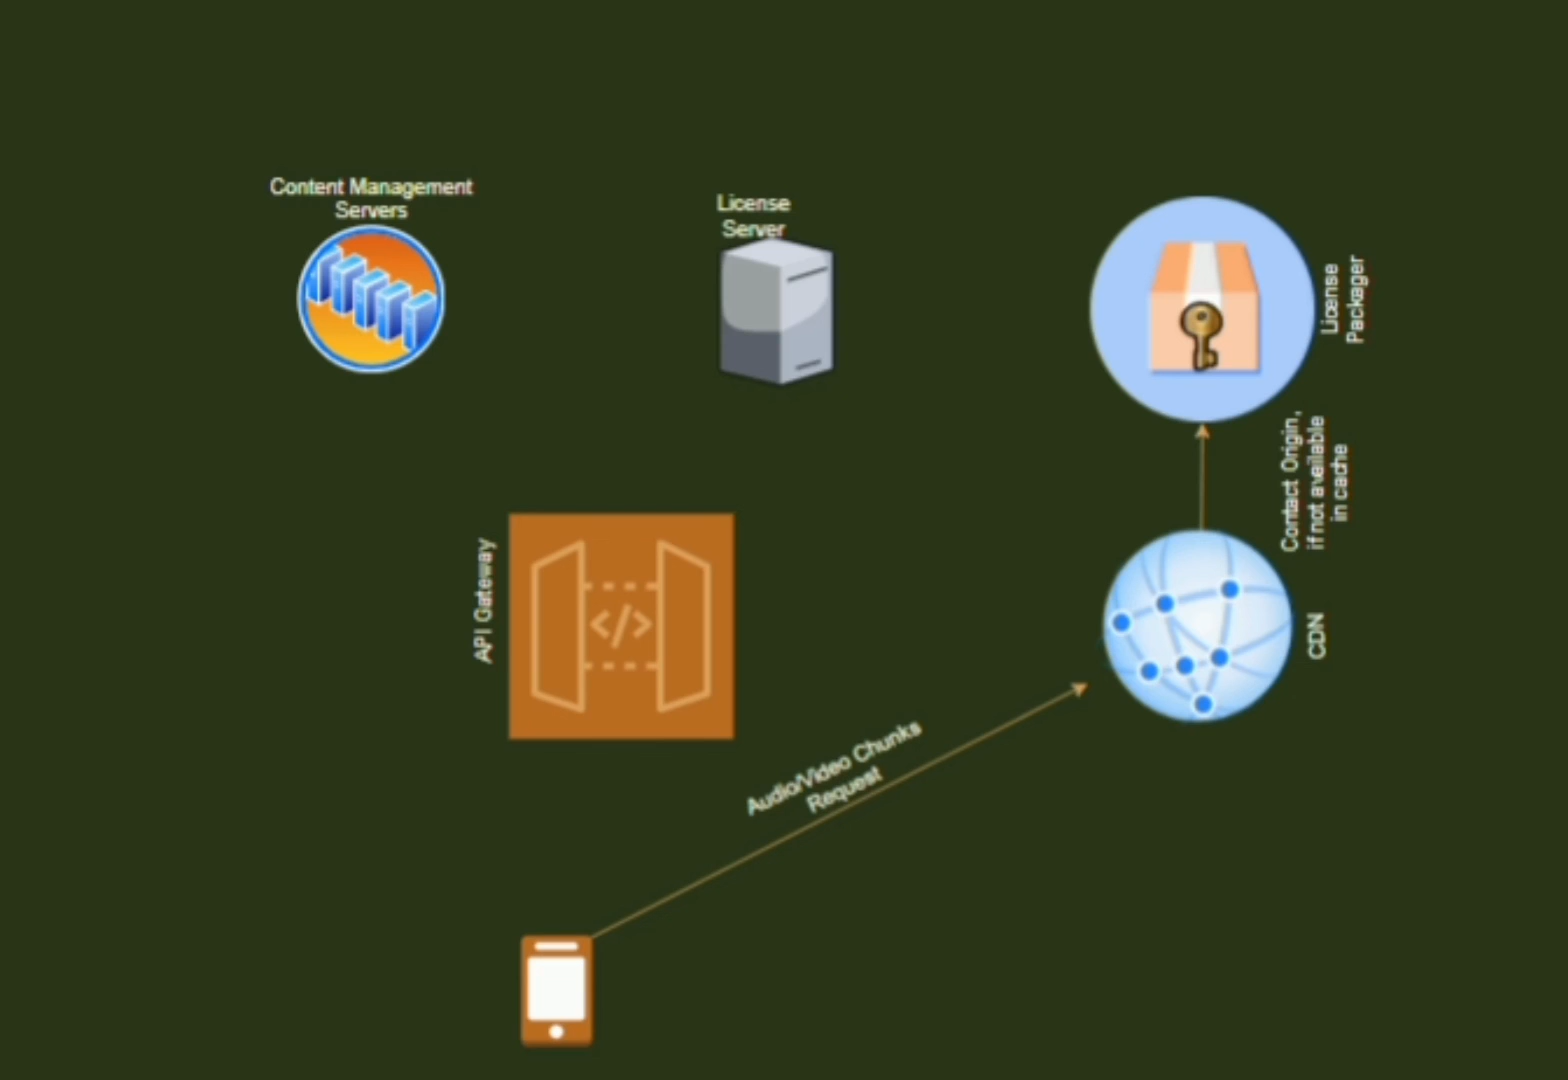 Content Management
Servers
License
Server
License
Packager
Contact Origin,
if not available
in cache
API Gateway
</>
CDN
Audio/Video Chunks
Request